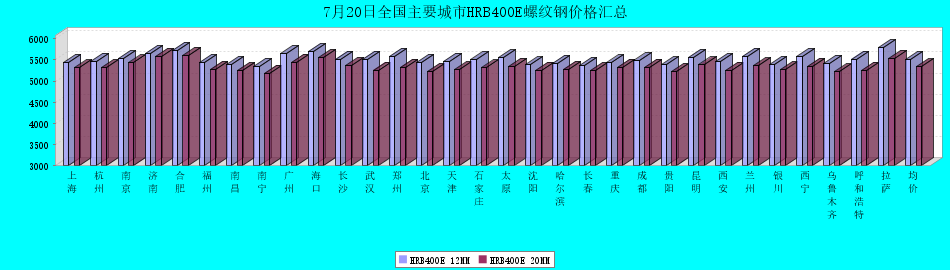 7月20日全国主要城市HRB400E螺纹钢价格汇总
6000
5500
5000
4500
4000
3500
3000
上海
杭州
南京
济南
合肥
福州
南昌
南宁
广州
海口
长沙
武汉
郑州
北京
天津
石家庄
太原
沈阳
哈尔滨
长春
重庆
成都
贵阳
昆明
西安
兰州
银川
西宁
乌鲁木齐
呼和浩特
拉萨
均价
HRB400E 12MM
HRB400E 20MM